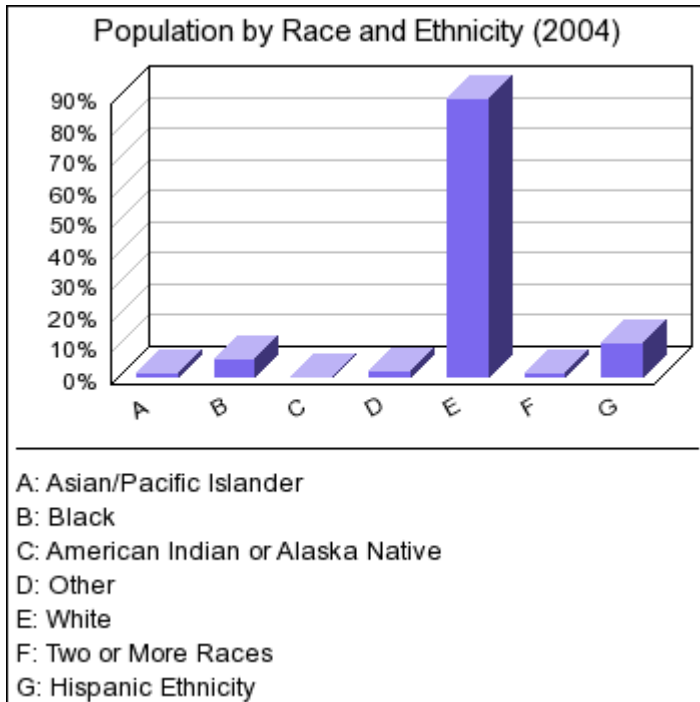 Population by Race and Ethnicity (2004)
90%
80%
70%
60%
50%
40%
30%
20%
10%
0%
A B C D E F G
A: Asian/Pacific Islander
B: Black
C: American Indian or Alaska Native
D: Other
E: White
F: Two or More Races
G: Hispanic Ethnicity